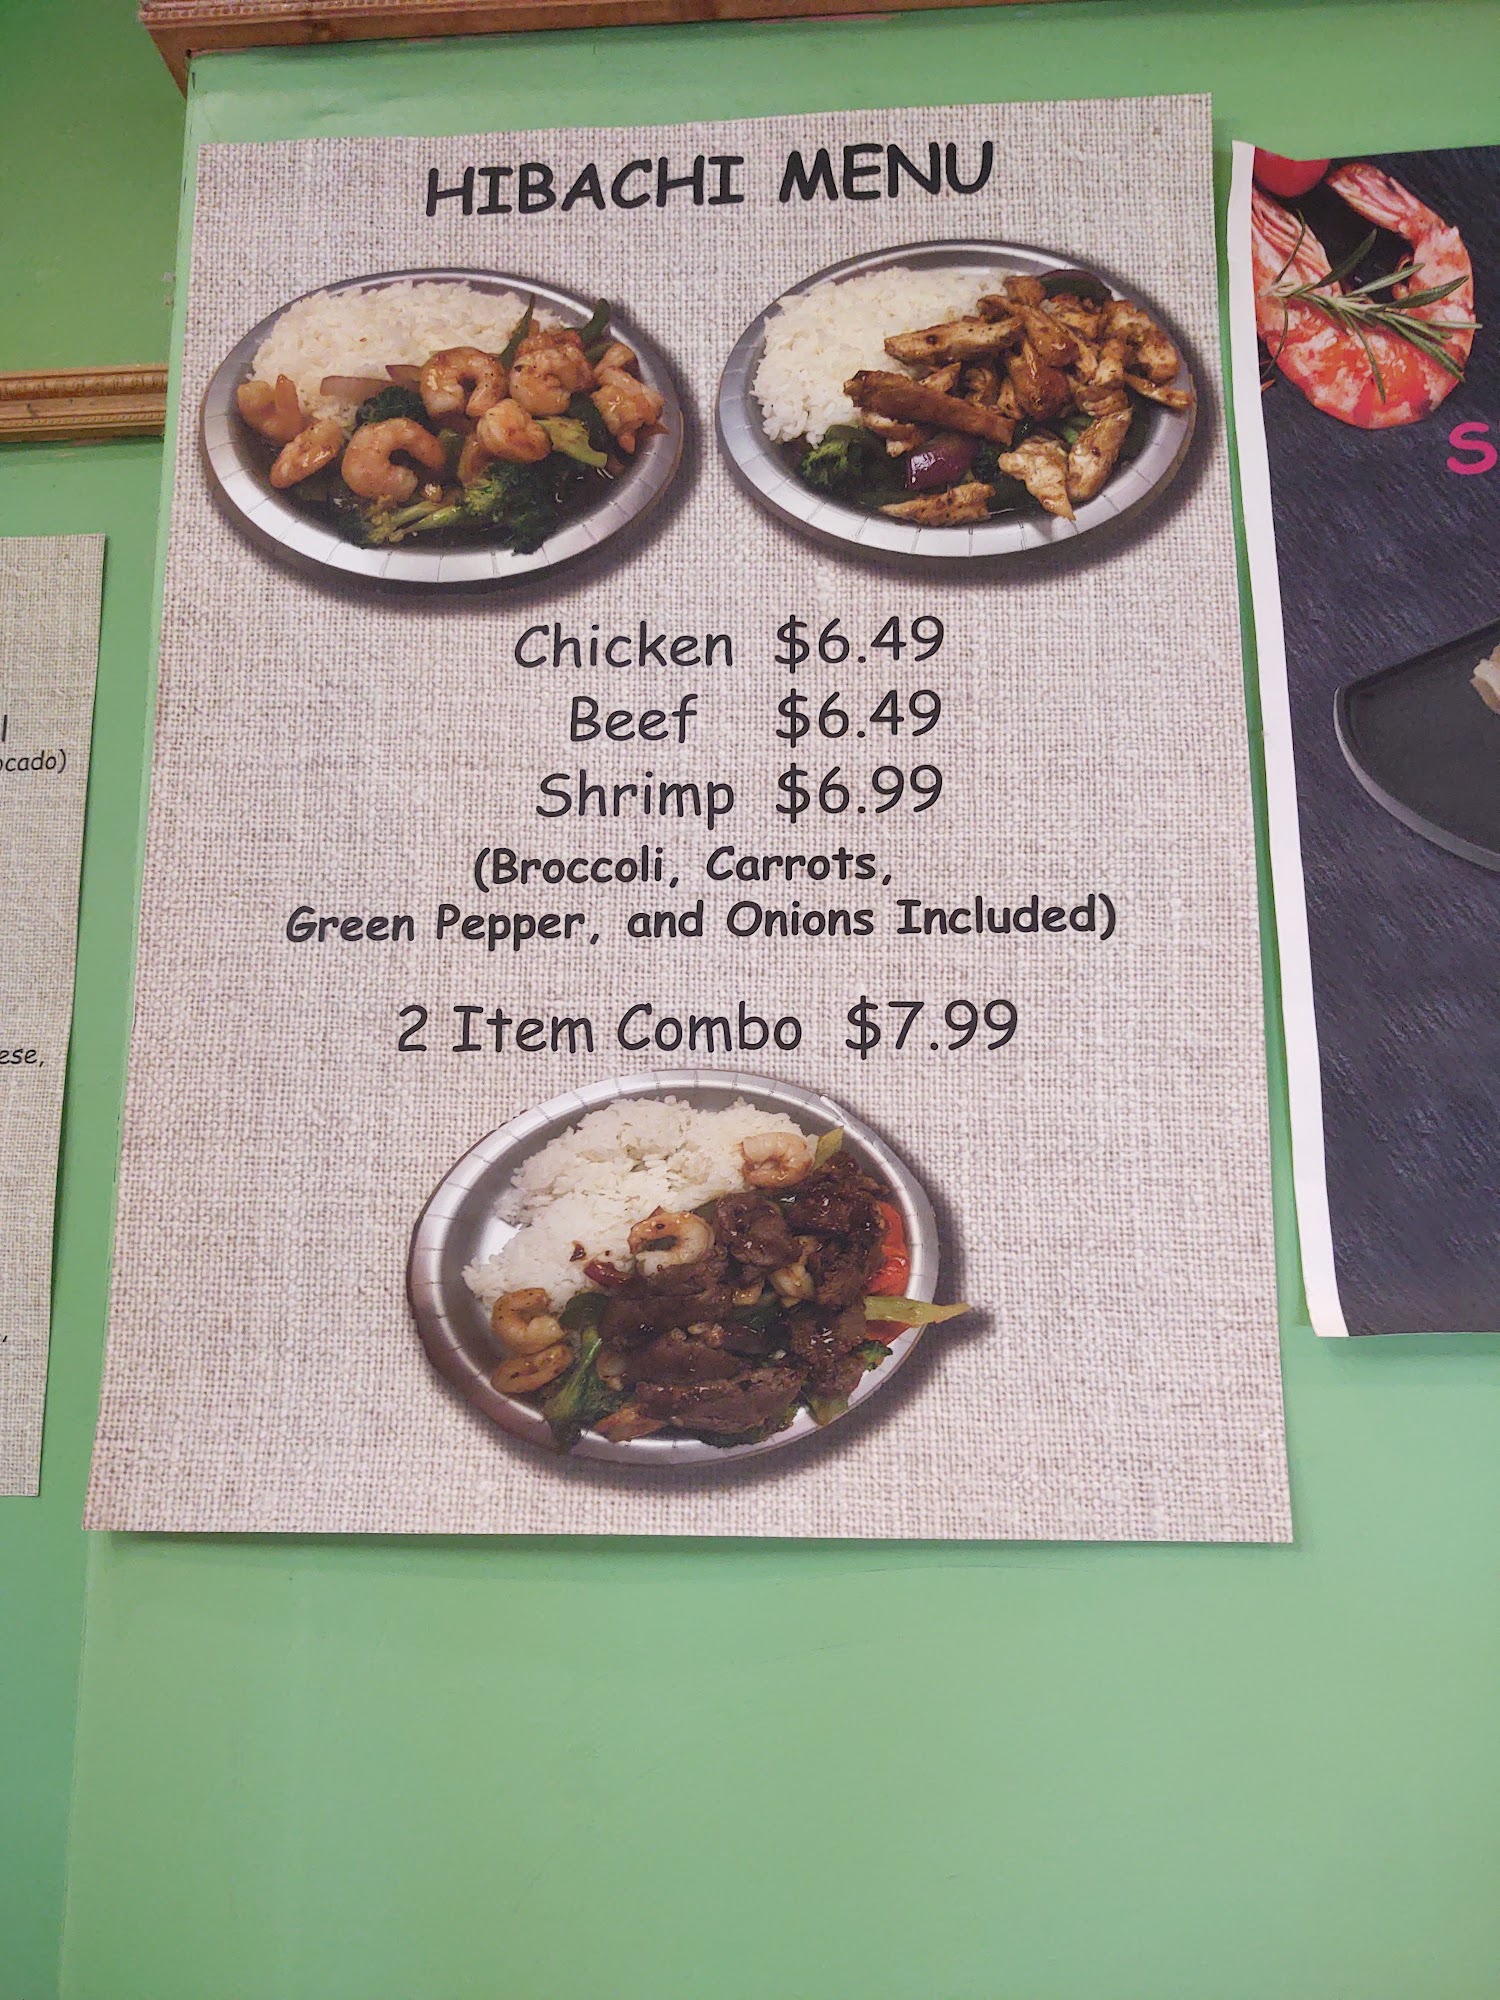 HIBACHI MENU
Chicken $6.49
Beef $6.49
Shrimp $6.99
(Broccoli, Carrots,
Green Pepper, and Onions Included)
2 Item Combo $7.99